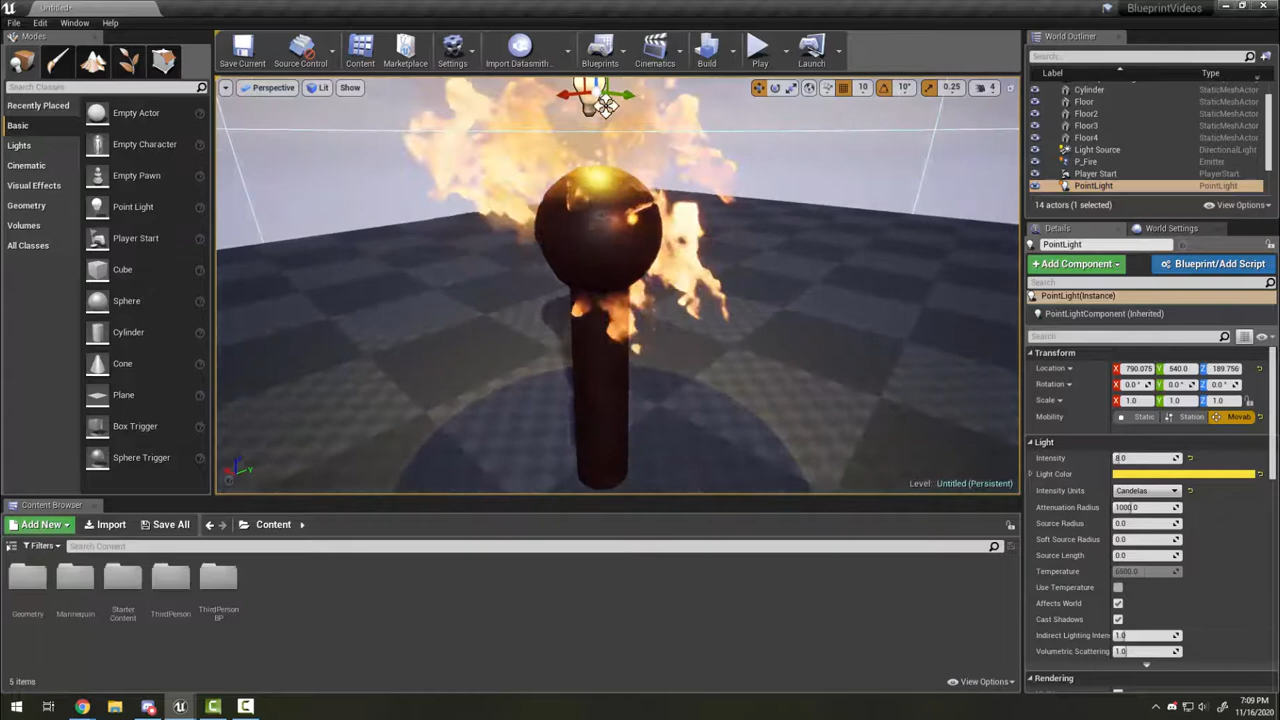 Untitled*
BlueprintVideos
File Edit Window Help
Modes
World Outliner
Save Current
Source Control
Content
Marketplace
Settings
Import Datasmith...
Blueprints
Cinematics
Build
Play
Launch
Search Classes
Search...
Label
Type
Recently Placed
Basic
Lights
Cinematic
Visual Effects
Geometry
Volumes
All Classes
Empty Actor
Empty Character
Empty Pawn
Point Light
Player Start
Cube
Sphere
Cylinder
Cone
Plane
Box Trigger
Sphere Trigger
Perspective
Lit
Show
10
10°
0.25
4
Level: Untitled (Persistent)
Cylinder StaticMeshActor
Floor StaticMeshActor
Floor2 StaticMeshActor
Floor3 StaticMeshActor
Floor4 StaticMeshActor
Light Source DirectionalLight
P_Fire Emitter
Player Start PlayerStart
PointLight PointLight
14 actors (1 selected)
View Options
Details
World Settings
PointLight
+Add Component
Blueprint/Add Script
Search
PointLight(Instance)
PointLightComponent (Inherited)
Search
Transform
Location X 790.075 Y 540.0 Z 189.756
Rotation X 0.0 ° Y 0.0 ° Z 0.0 °
Scale X 1.0 Y 1.0 Z 1.0
Mobility Static Station Movab
Light
Intensity 8.0
Light Color
Intensity Units Candelas
Attenuation Radius 1000.0
Source Radius 0.0
Soft Source Radius 0.0
Source Length 0.0
Temperature 6500.0
Use Temperature
Affects World
Cast Shadows
Indirect Lighting Inten 1.0
Volumetric Scattering 1.0
Rendering
Content Browser
Add New
Import
Save All
Content
Filters
Search Content
Geometry
Mannequin
Starter
Content
ThirdPerson
ThirdPerson
BP
5 items
View Options
7:09 PM
11/16/2020